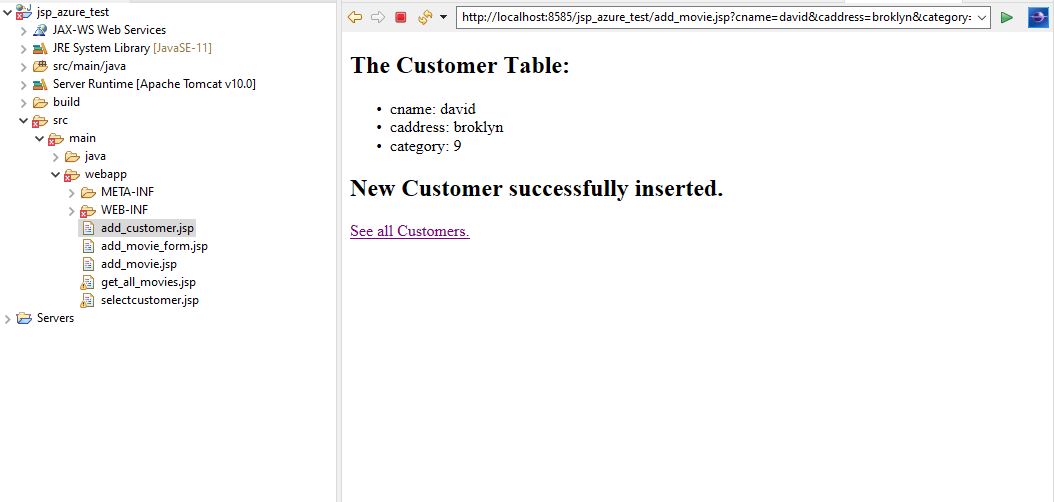 jsp_azure_test
JAX-WS Web Services
JRE System Library [JavaSE-11]
src/main/java
Server Runtime [Apache Tomcat v10.0]
build
src
main
java
webapp
META-INF
WEB-INF
add_customer.jsp
add_movie_form.jsp
add_movie.jsp
get_all_movies.jsp
selectcustomer.jsp
Servers
http://localhost:8585/jsp_azure_test/add_movie.jsp?cname=david&caddress=broklyn&category=
The Customer Table:
• cname: david
• caddress: broklyn
• category: 9
New Customer successfully inserted.
See all Customers.